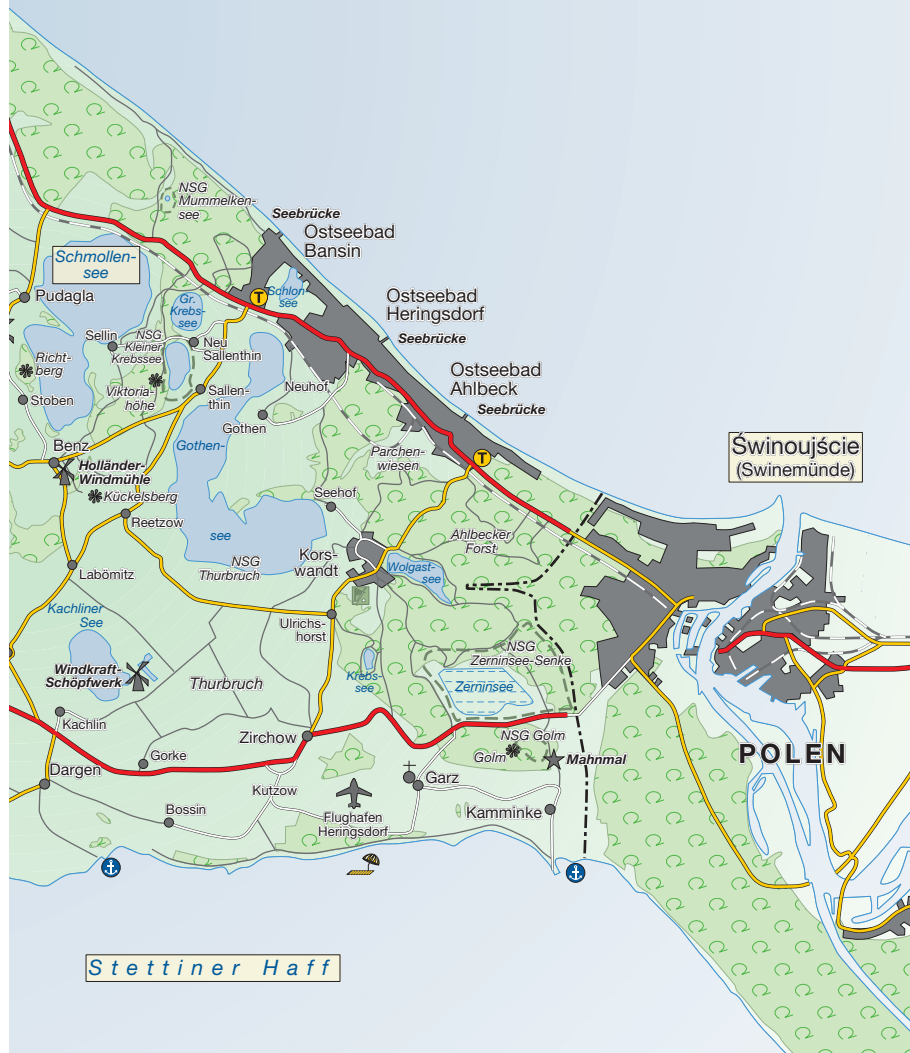 NSG
Mummelken-
see
Seebrücke
Ostseebad
Bansin
Schmollen-
see
Pudagla
Gr.
Krebs-
see
Schlon
see
T
Ostseebad
Heringsdorf
Seebrücke
Sellin
NSG
Kleiner
Krebssee
Neu
Sallenthin
Richt-
berg
Stoben
Viktoria-
höhe
Sallen-
thin
Neuhof
Gothen
Ostseebad
Ahlbeck
Seebrücke
Benz
Holländer-
Windmühle
Kückelsberg
Gothen-
see
Parchen-
wiesen
T
Świnoujście
(Swinemünde)
Reetzow
Seehof
NSG
Thurbruch
Kors-
wandt
Ahlbecker
Forst
Wolgast-
see
Labömitz
Kachliner
See
Ulrichs-
horst
Windkraft-
Schöpfwerk
Thurbruch
Krebs-
see
NSG
Zerninsee-Senke
Zerninsee
Kachlin
Zirchow
NSG Golm
Golm
Mahnmal
POLEN
Gorke
Dargen
Kutzow
Garz
Bossin
Flughafen
Heringsdorf
Kamminke
Stettiner Haff